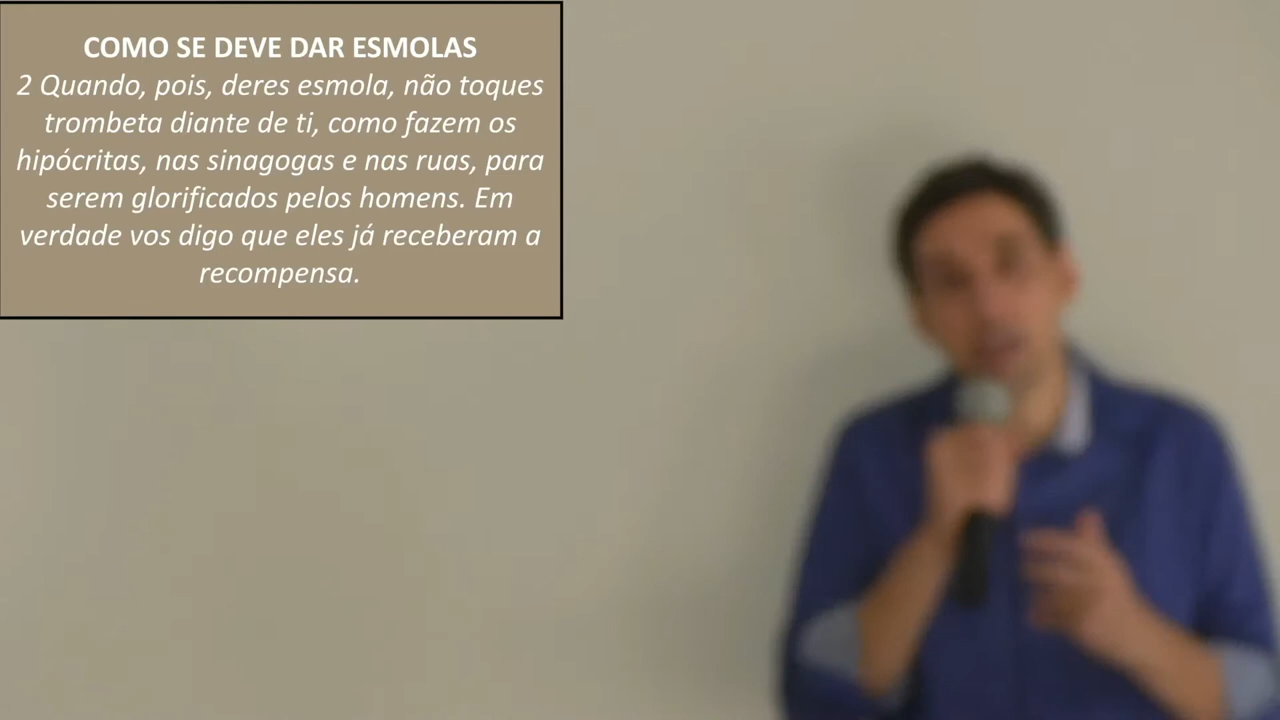 COMO SE DEVE DAR ESMOLAS
2 Quando, pois, deres esmola, não toques
trombeta diante de ti, como fazem os
hipócritas, nas sinagogas e nas ruas, para
serem glorificados pelos homens. Em
verdade vos digo que eles já receberam a
recompensa.